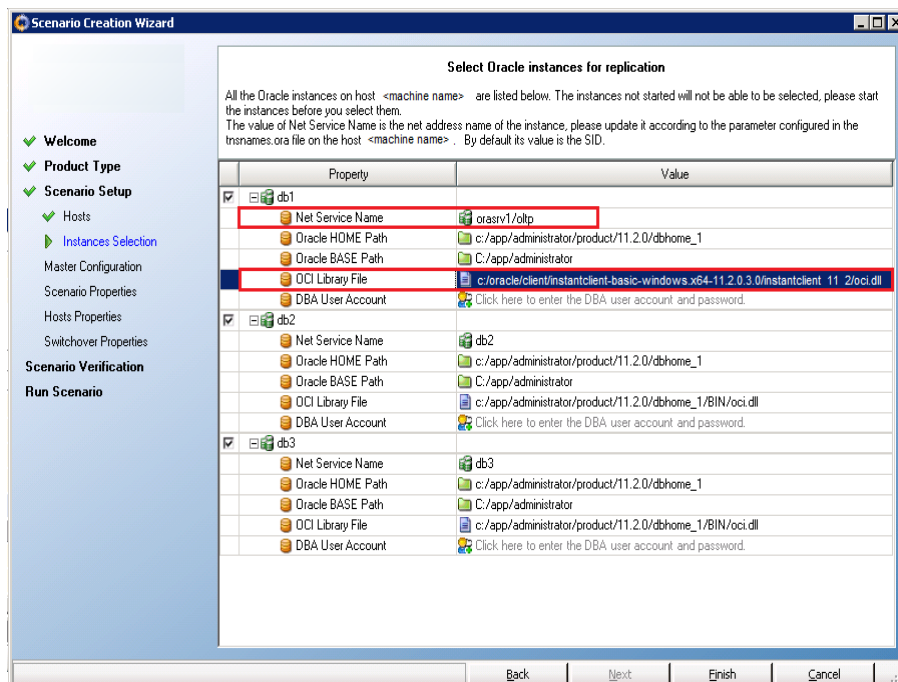 Scenario Creation Wizard
Welcome
Product Type
Scenario Setup
Hosts
Instances Selection
Master Configuration
Scenario Properties
Hosts Properties
Switchover Properties
Scenario Verification
Run Scenario
Select Oracle instances for replication
All the Oracle instances on host <machine name> are listed below. The instances not started will not be able to be selected, please start
the instances before you select them.
The value of Net Service Name is the net address name of the instance, please update it according to the parameter configured in the
tnsnames.ora file on the host <machine name> . By default its value is the SID.
Property Value
db1
Net Service Name orasrv1/oltp
Oracle HOME Path c:/app/administrator/product/11.2.0/dbhome_1
Oracle BASE Path C:/app/administrator
OCI Library File c:/oracle/client/instantclient-basic-windows.x64-11.2.0.3.0/instantclient_11_2/oci.dll
DBA User Account Click here to enter the DBA user account and password.
db2
Net Service Name db2
Oracle HOME Path c:/app/administrator/product/11.2.0/dbhome_1
Oracle BASE Path C:/app/administrator
OCI Library File c:/app/administrator/product/11.2.0/dbhome_1/BIN/oci.dll
DBA User Account Click here to enter the DBA user account and password.
db3
Net Service Name db3
Oracle HOME Path c:/app/administrator/product/11.2.0/dbhome_1
Oracle BASE Path C:/app/administrator
OCI Library File c:/app/administrator/product/11.2.0/dbhome_1/BIN/oci.dll
DBA User Account Click here to enter the DBA user account and password.
Back Next Finish Cancel